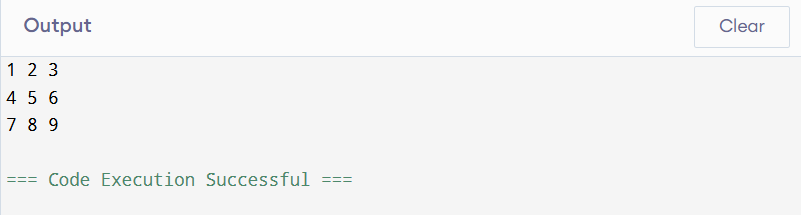 Output
Clear
1 2 3
4 5 6
7 8 9
=== Code Execution Successful ===